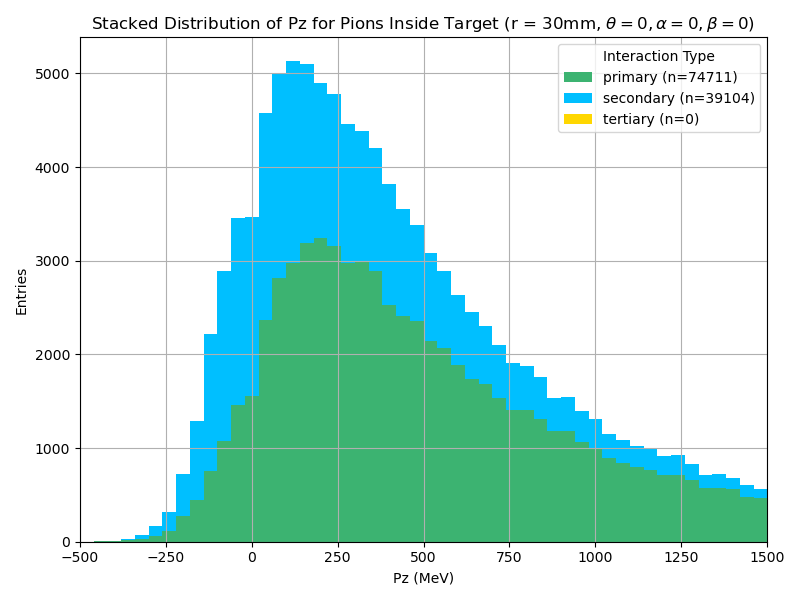 Stacked Distribution of Pz for Pions Inside Target (r = 30mm, θ = 0, α = 0, β = 0)
Interaction Type
primary (n=74711)
secondary (n=39104)
tertiary (n=0)
5000
4000
3000
2000
1000
0
Entries
−500
−250
0
250
500
750
1000
1250
1500
Pz (MeV)